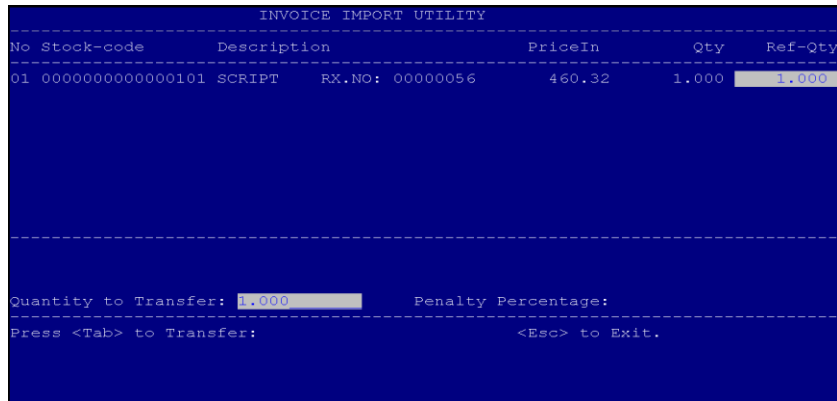 INVOICE IMPORT UTILITY
No Stock-code Description PriceIn Qty Ref-Qty
01 0000000000000101 SCRIPT RX.NO: 00000056 460.32 1.000 1.000
Quantity to Transfer: 1.000 Penalty Percentage:
Press <Tab> to Transfer: <Esc> to Exit.